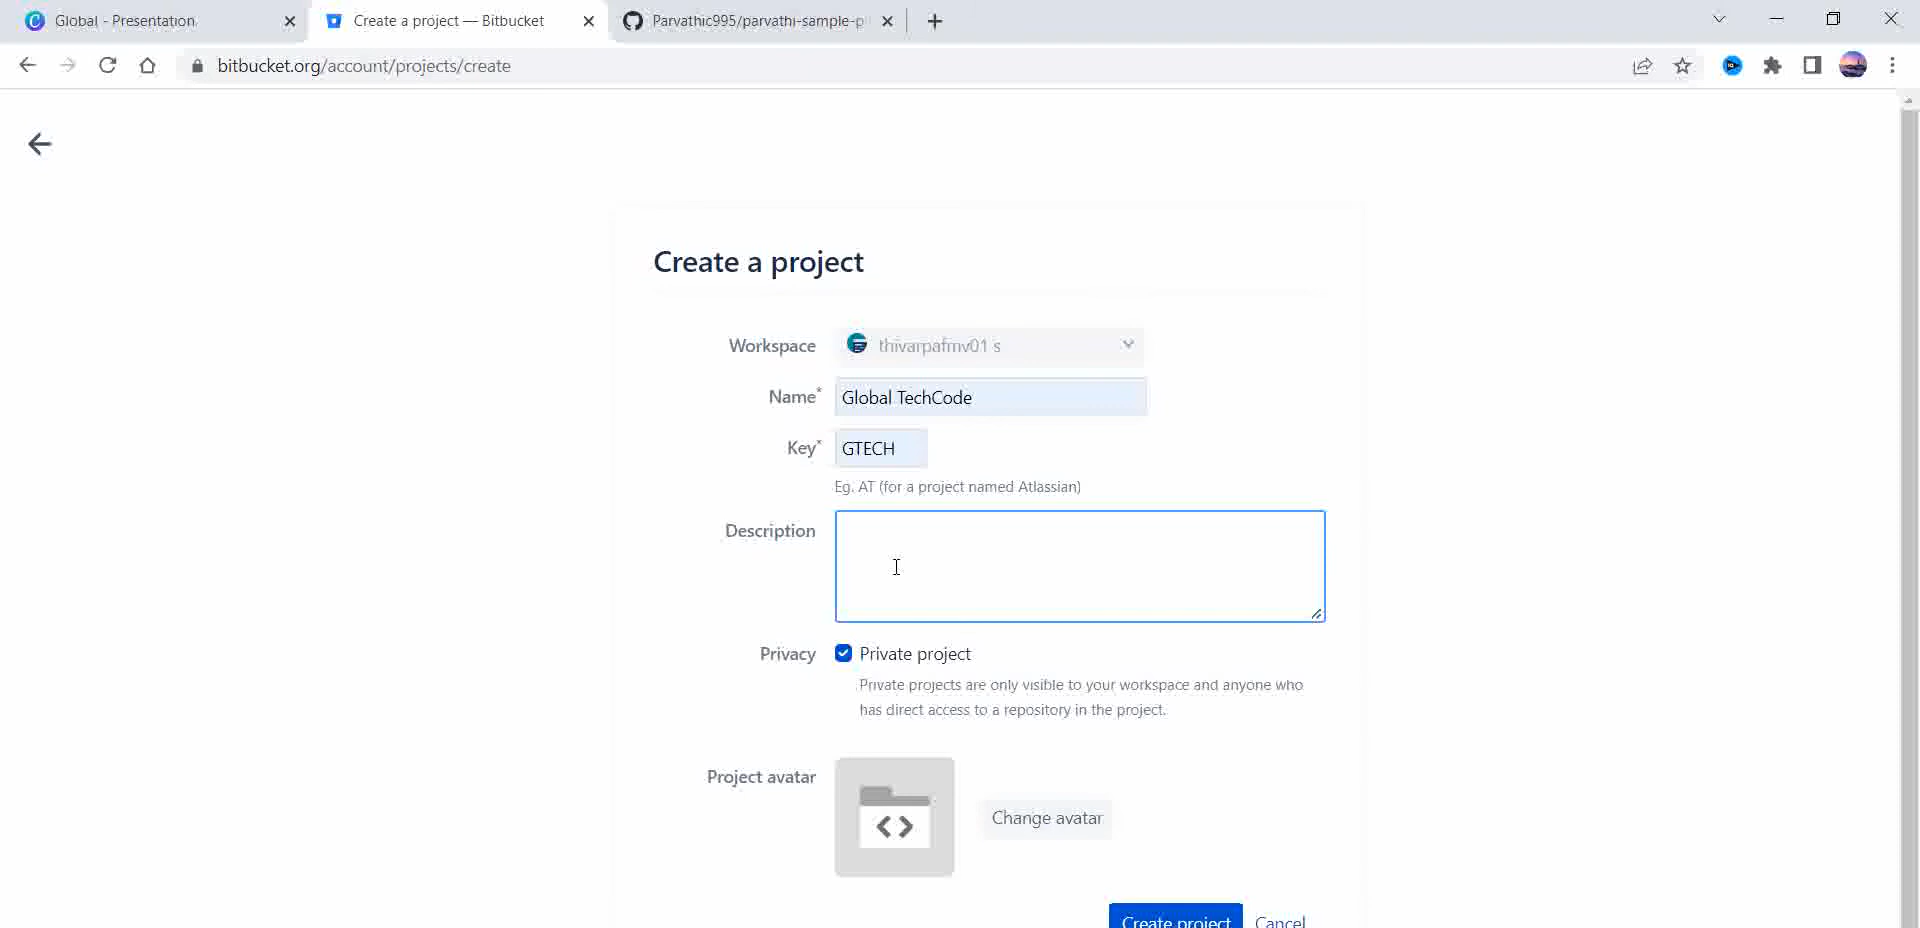 Global - Presentation
Create a project — Bitbucket
Parvathic995/parvathi-sample-p
bitbucket.org/account/projects/create
Create a project
Workspace
thivarpafmv01 s
Name*
Global TechCode
Key*
GTECH
Eg. AT (for a project named Atlassian)
Description
Privacy
Private project
Private projects are only visible to your workspace and anyone who
has direct access to a repository in the project.
Project avatar
Change avatar
Create project
Cancel